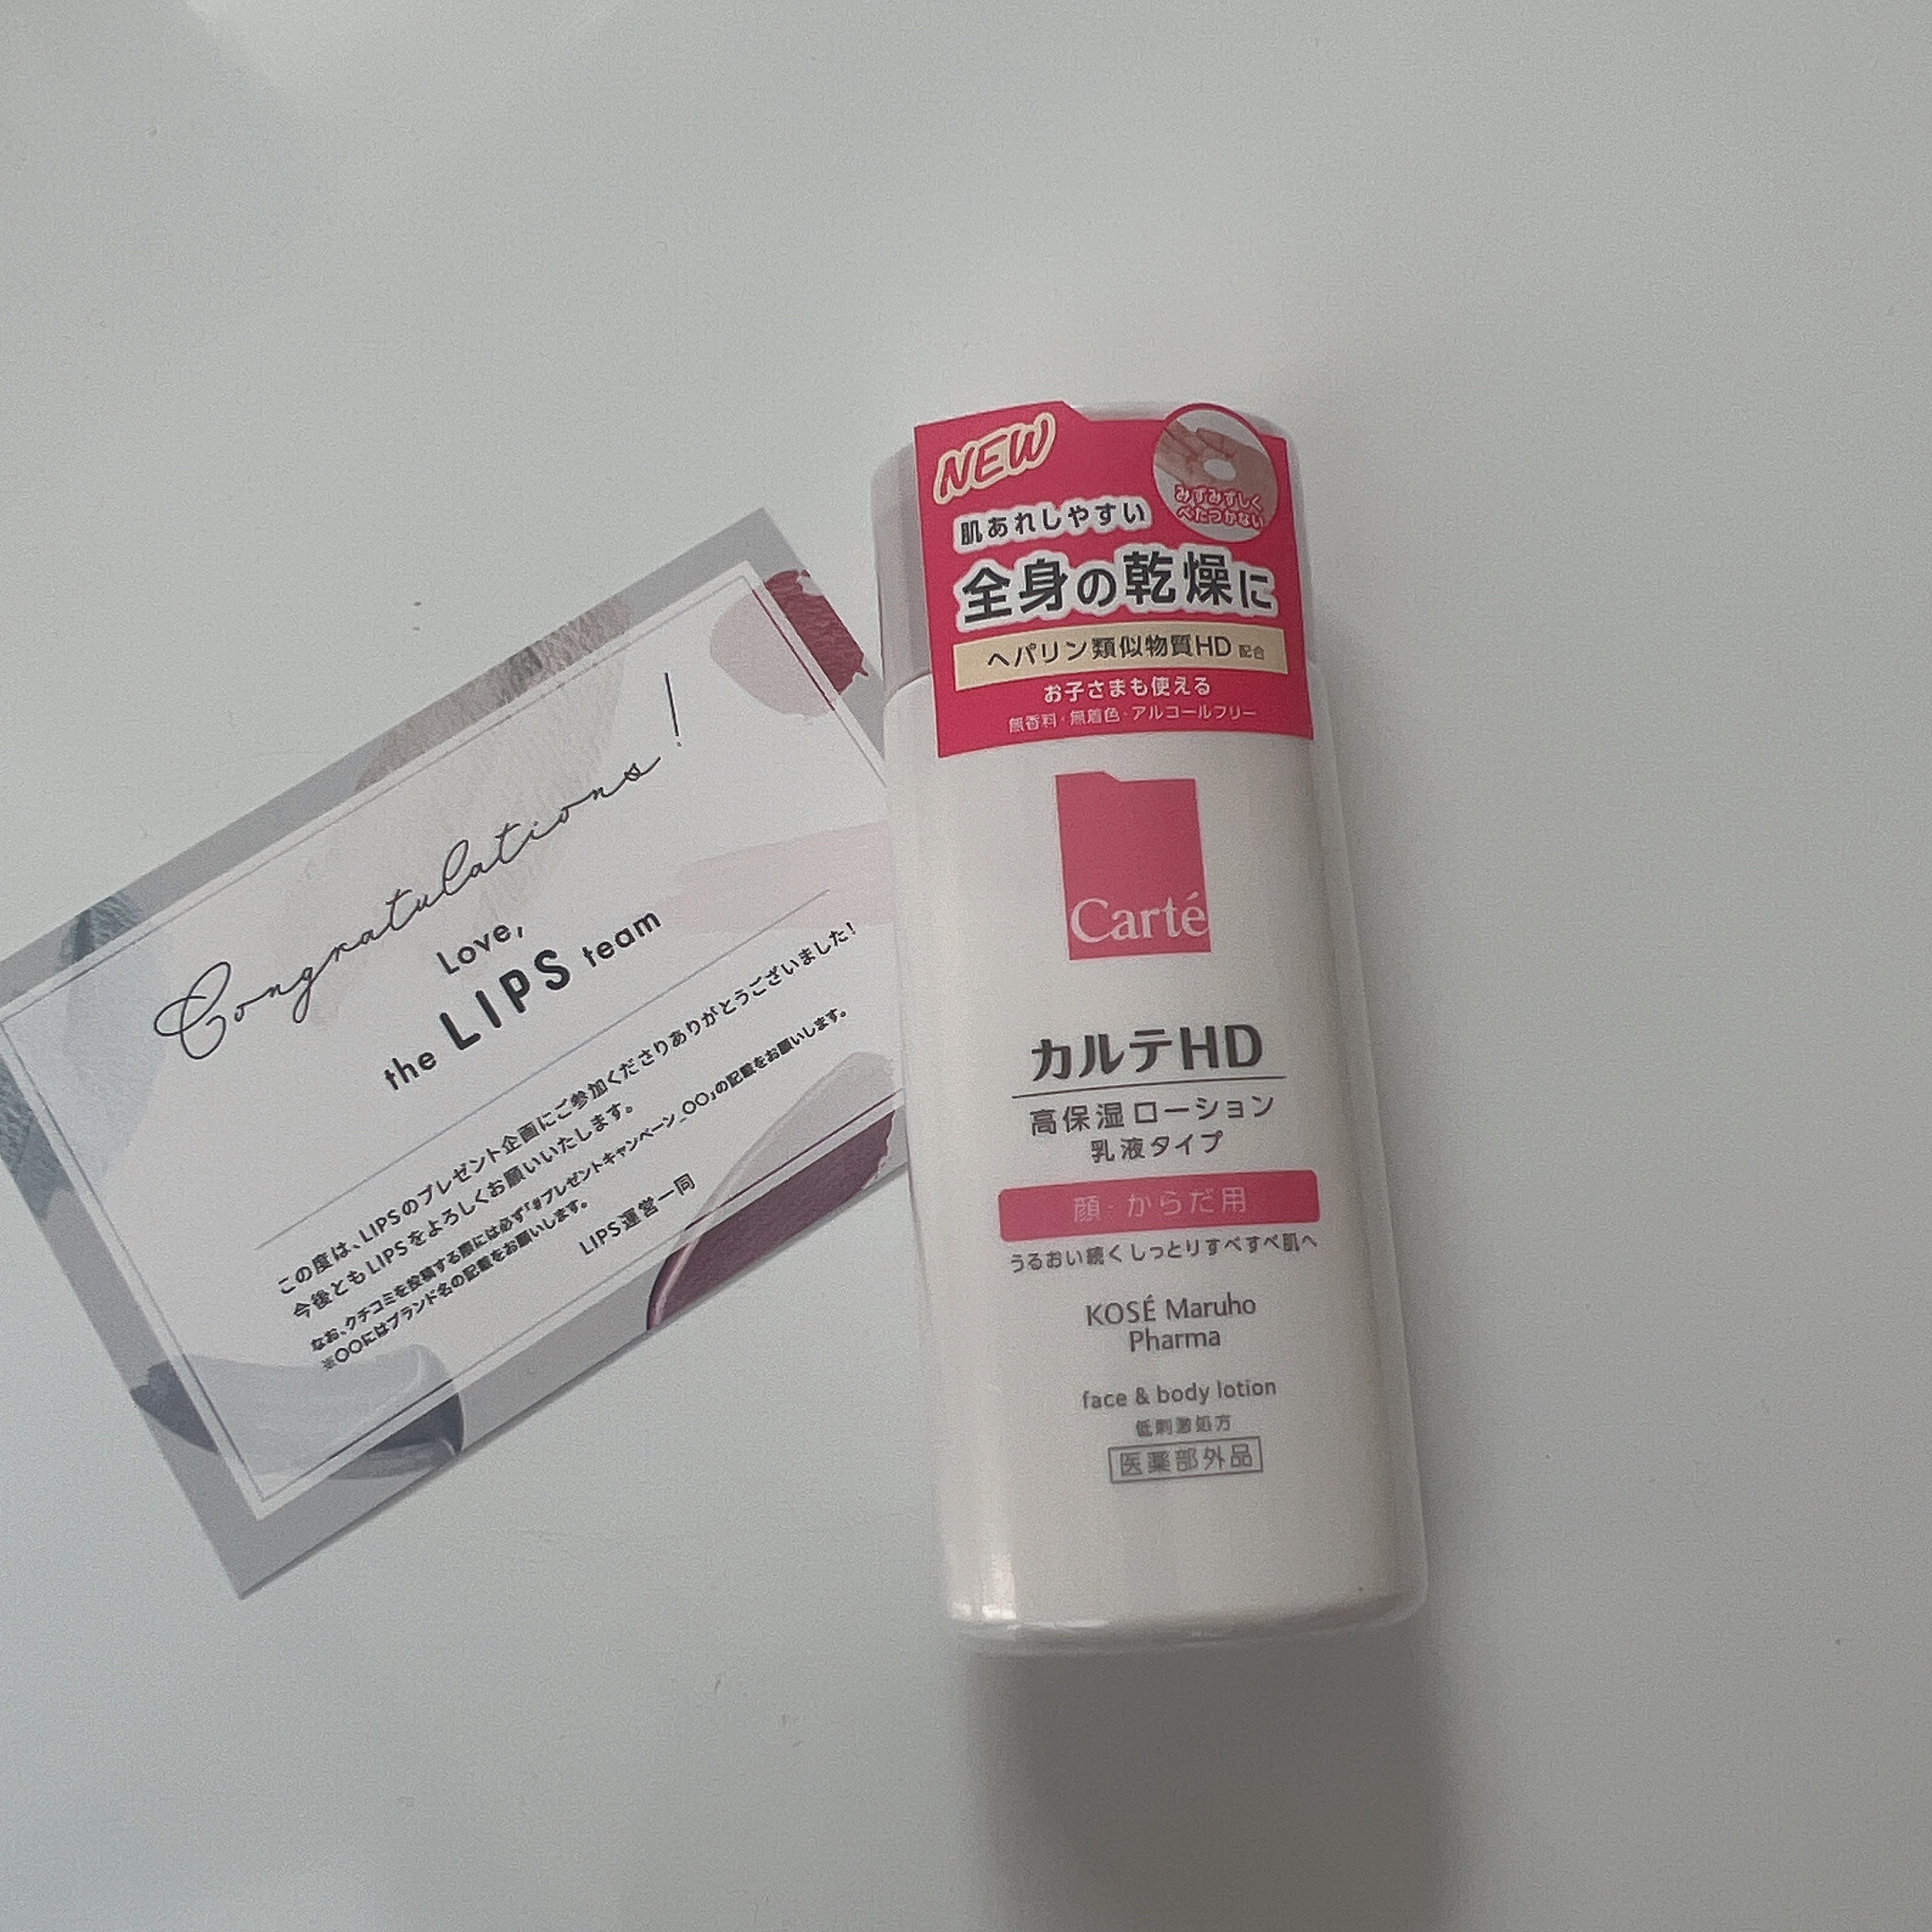 Congratulations!
Love,
the LIPS team
この度は、LIPSのプレゼント企画にご参加くださりありがとうございました!
今後ともLIPSをよろしくお願いいたします。
なお、クチコミを投稿する際には必ず「#プレゼントキャンペーン_〇〇」の記載をお願いします。
※〇〇にはブランド名の記載をお願いします。
LIPS運営一同
NEW
みずみずしく
べたつかない
肌あれしやすい
全身の乾燥に
ヘパリン類似物質HD 配合
お子さまも使える
無香料・無着色・アルコールフリー
Carté
カルテHD
高保湿ローション
乳液タイプ
顔・からだ用
うるおい続くしっとりすべすべ肌へ
KOSÉ Maruho
Pharma
face & body lotion
低刺激処方
医薬部外品